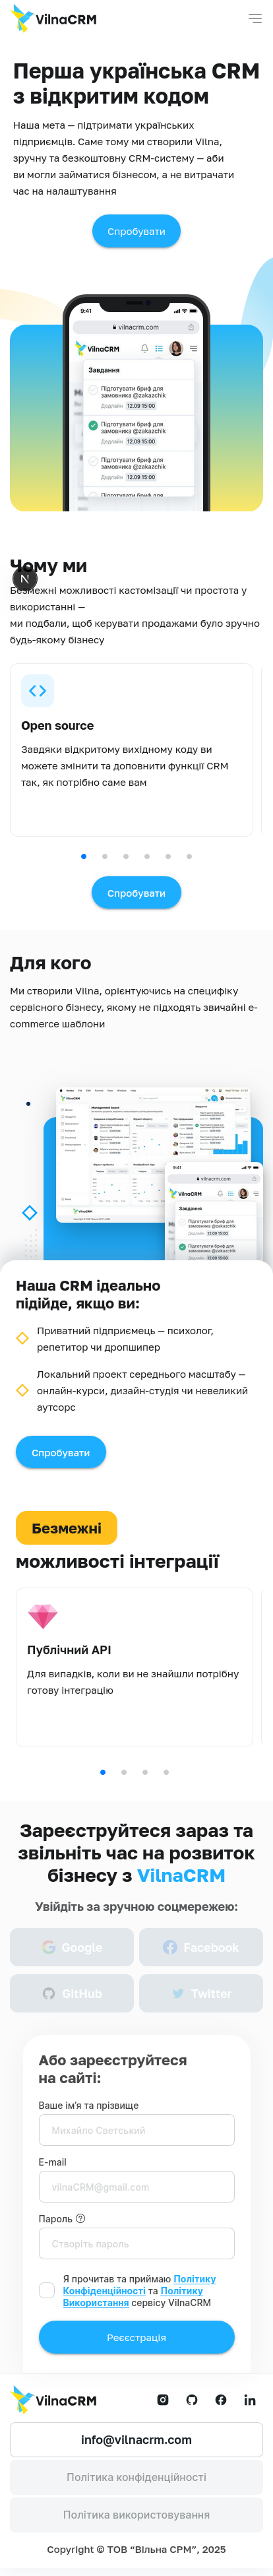 VilnaCRM
Перша українська CRM
з відкритим кодом
Наша мета — підтримати українських
підприємців. Саме тому ми створили Vilna,
зручну та безкоштовну CRM-систему — аби
ви могли займатися бізнесом, а не витрачати
час на налаштування
Спробувати
9:41
vilnacrm.com
VilnaCRM
Завдання
Підготувати бриф для
замовника @zakazchik
Дедлайн 12.09 15:00
Підготувати бриф для
замовника @zakazchik
Дедлайн 12.09 15:00
Підготувати бриф для
замовника @zakazchik
Дедлайн 12.09 15:00
Підготувати бриф для
Чому ми
N
Безмежні можливості кастомізації чи простота у
використанні —
ми подбали, щоб керувати продажами було зручно
будь-якому бізнесу
Open source
Завдяки відкритому вихідному коду ви
можете змінити та доповнити функції CRM
так, як потрібно саме вам
Спробувати
Для кого
Ми створили Vilna, орієнтуючись на специфіку
сервісного бізнесу, якому не підходять звичайні e-
commerce шаблони
VilnaCRM
9:41
vilnacrm.com
VilnaCRM
Завдання
Підготувати бриф для
замовника @zakazchik
Дедлайн 12.09 15:00
Підготувати бриф для
замовника @zakazchik
Наша CRM ідеально
підійде, якщо ви:
Приватний підприємець — психолог,
репетитор чи дропшипер
Локальний проект середнього масштабу —
онлайн-курси, дизайн-студія чи невеликий
аутсорс
Спробувати
Безмежні
можливості інтеграції
Публічний API
Для випадків, коли ви не знайшли потрібну
готову інтеграцію
Зареєструйтеся зараз та
звільніть час на розвиток
бізнесу з VilnaCRM
Увійдіть за зручною соцмережею:
Google
Facebook
GitHub
Twitter
Або зареєструйтеся
на сайті:
Ваше ім'я та прізвище
Михайло Светський
E-mail
vilnaCRM@gmail.com
Пароль
Створіть пароль
Я прочитав та приймаю Політику
Конфіденційності та Політику
Використання сервісу VilnaCRM
Реєєстрація
VilnaCRM
info@vilnacrm.com
Політика конфіденційності
Політика використовування
Copyright © ТОВ “Вільна СРМ”, 2025